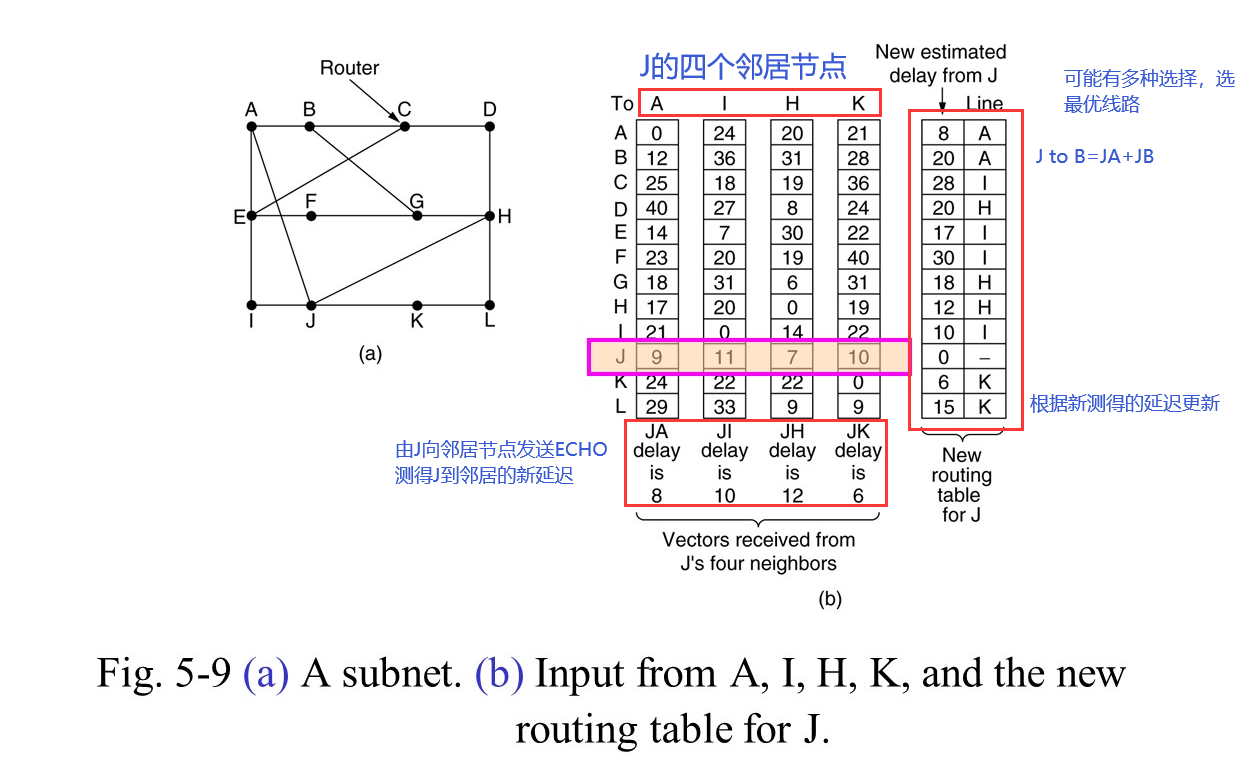 Router
A B C D
E F G H
I J K L
(a)
J的四个邻居节点
New estimated
delay from J
可能有多种选择，选
最优线路
To A I H K Line
A 0 24 20 21 8 A
B 12 36 31 28 20 A
J to B=JA+JB
C 25 18 19 36 28 I
D 40 27 8 24 20 H
E 14 7 30 22 17 I
F 23 20 19 40 30 I
G 18 31 6 31 18 H
H 17 20 0 19 12 H
I 21 0 14 22 10 I
J 9 11 7 10 0 –
K 24 22 22 0 6 K
L 29 33 9 9 15 K
根据新测得的延迟更新
由J向邻居节点发送ECHO
测得J到邻居的新延迟
JA JI JH JK
delay delay delay delay
is is is is
8 10 12 6
New
routing
table
for J
Vectors received from
J's four neighbors
(b)
Fig. 5-9 (a) A subnet. (b) Input from A, I, H, K, and the new
routing table for J.